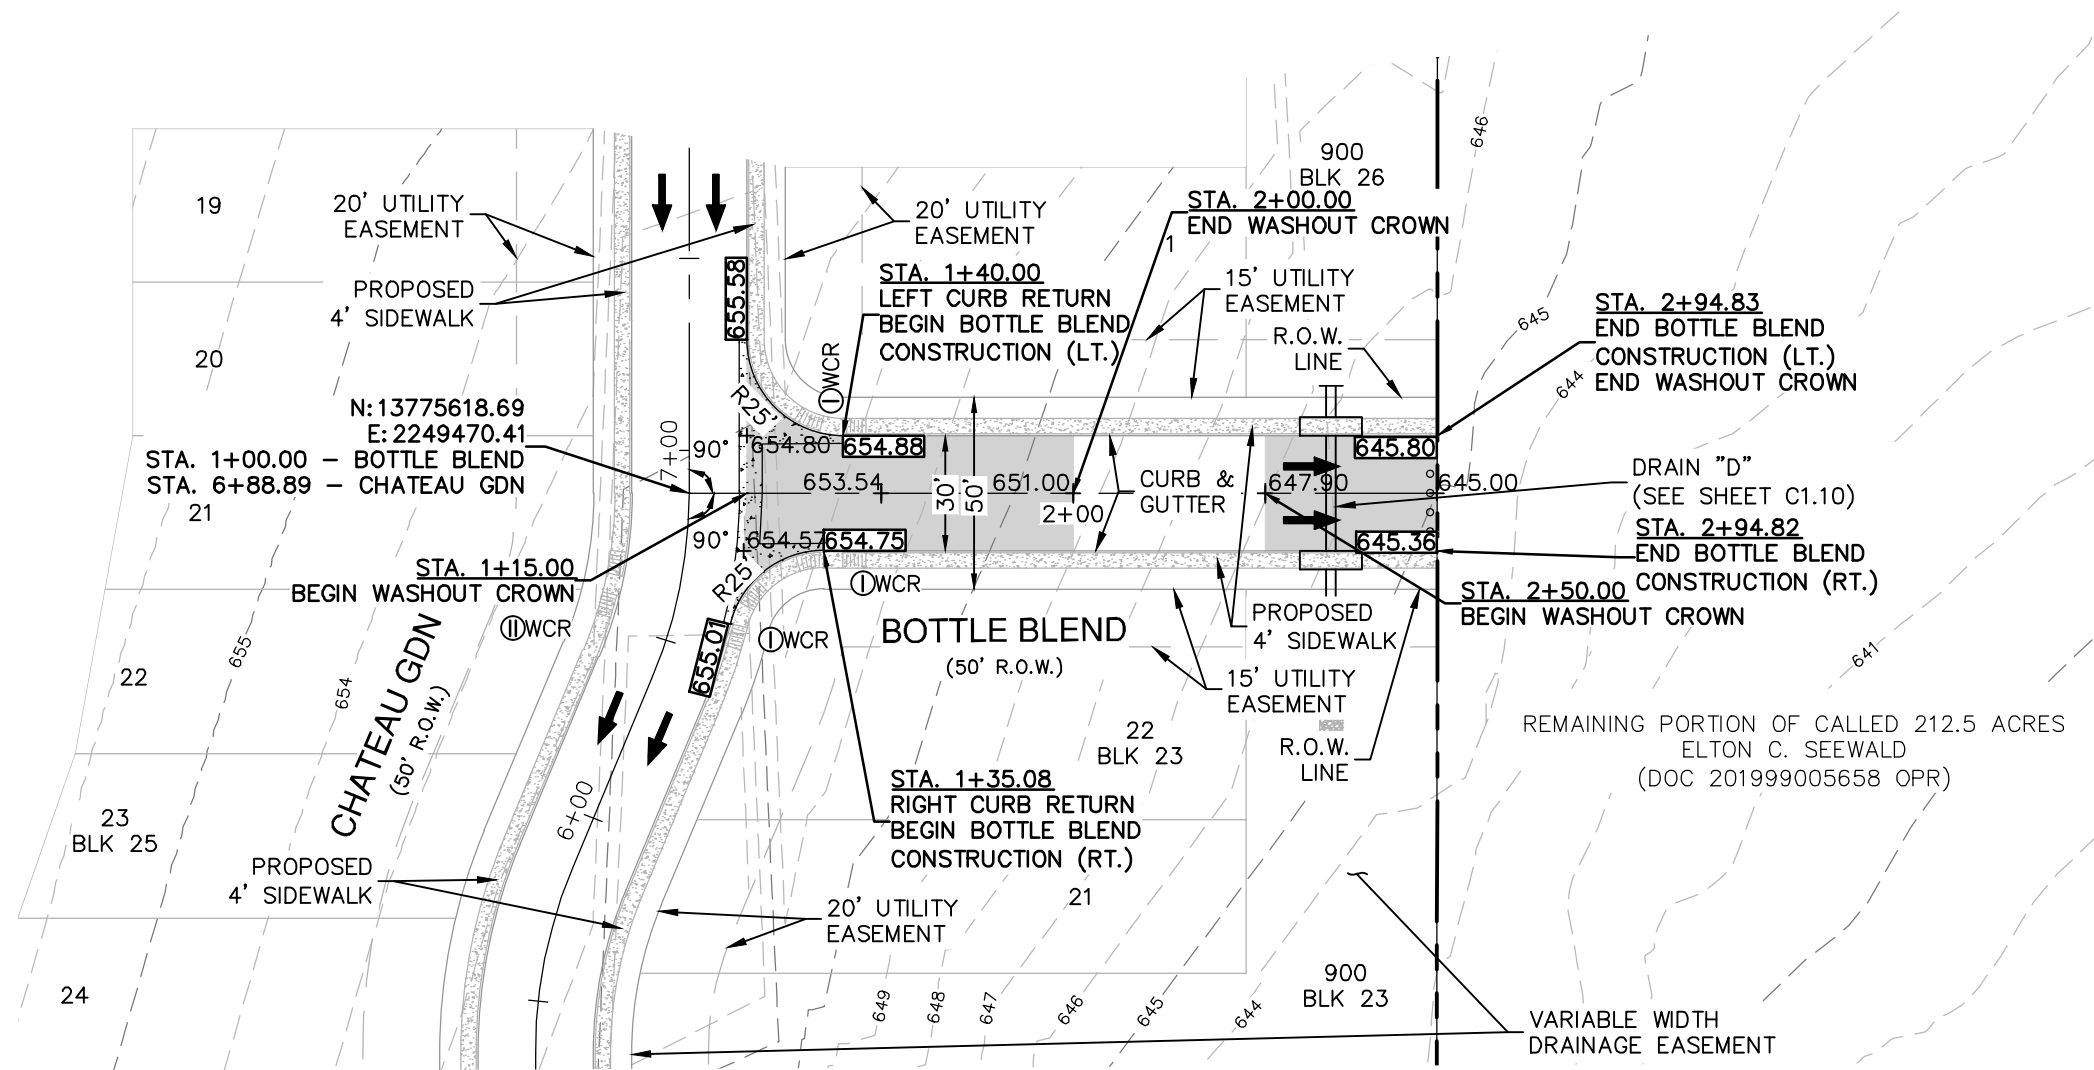 19
20' UTILITY
EASEMENT
PROPOSED
4' SIDEWALK
20
N:13775618.69
E:2249470.41
STA. 1+00.00 - BOTTLE BLEND
STA. 6+88.89 - CHATEAU GDN
21
STA. 1+15.00
BEGIN WASHOUT CROWN
II WCR
655
654
22
CHATEAU GDN
(50' R.O.W.)
23
BLK 25
PROPOSED
4' SIDEWALK
24
6+00
7+00
90°
90°
655.58
R25'
R25'
655.01
I WCR
I WCR
I WCR
20' UTILITY
EASEMENT
STA. 1+40.00
LEFT CURB RETURN
BEGIN BOTTLE BLEND
CONSTRUCTION (LT.)
STA. 2+00.00
END WASHOUT CROWN
1
900
BLK 26
15' UTILITY
EASEMENT
R.O.W.
LINE
654.80
654.88
653.54
30'
50'
651.00
2+00
CURB &
GUTTER
647.90
645.80
645.00
645.36
654.57
654.75
646
645
644
STA. 2+94.83
END BOTTLE BLEND
CONSTRUCTION (LT.)
END WASHOUT CROWN
DRAIN "D"
(SEE SHEET C1.10)
STA. 2+94.82
END BOTTLE BLEND
CONSTRUCTION (RT.)
STA. 2+50.00
BEGIN WASHOUT CROWN
BOTTLE BLEND
(50' R.O.W.)
PROPOSED
4' SIDEWALK
15' UTILITY
EASEMENT
641
22
BLK 23
R.O.W.
LINE
REMAINING PORTION OF CALLED 212.5 ACRES
ELTON C. SEEWALD
(DOC 201999005658 OPR)
STA. 1+35.08
RIGHT CURB RETURN
BEGIN BOTTLE BLEND
CONSTRUCTION (RT.)
21
20' UTILITY
EASEMENT
649
648
647
646
645
644
900
BLK 23
VARIABLE WIDTH
DRAINAGE EASEMENT